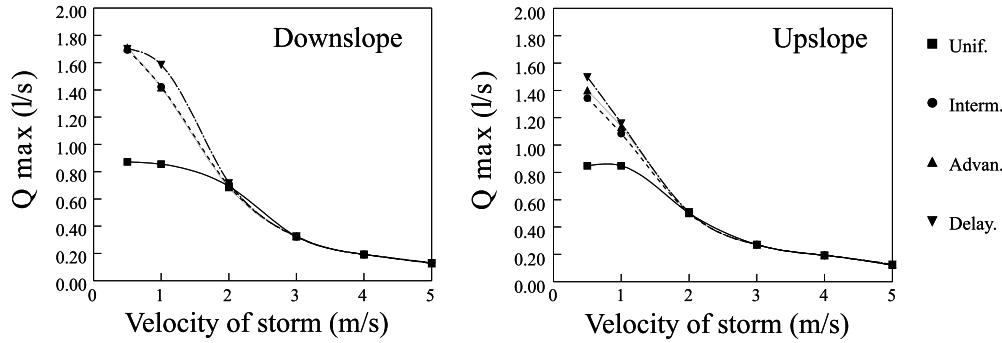 Downslope
Q max (l/s)
2.00
1.80
1.60
1.40
1.20
1.00
0.80
0.60
0.40
0.20
0.00
0 1 2 3 4 5
Velocity of storm (m/s)
Upslope
Q max (l/s)
2.00
1.80
1.60
1.40
1.20
1.00
0.80
0.60
0.40
0.20
0.00
0 1 2 3 4 5
Velocity of storm (m/s)
Unif.
Interm.
Advan.
Delay.